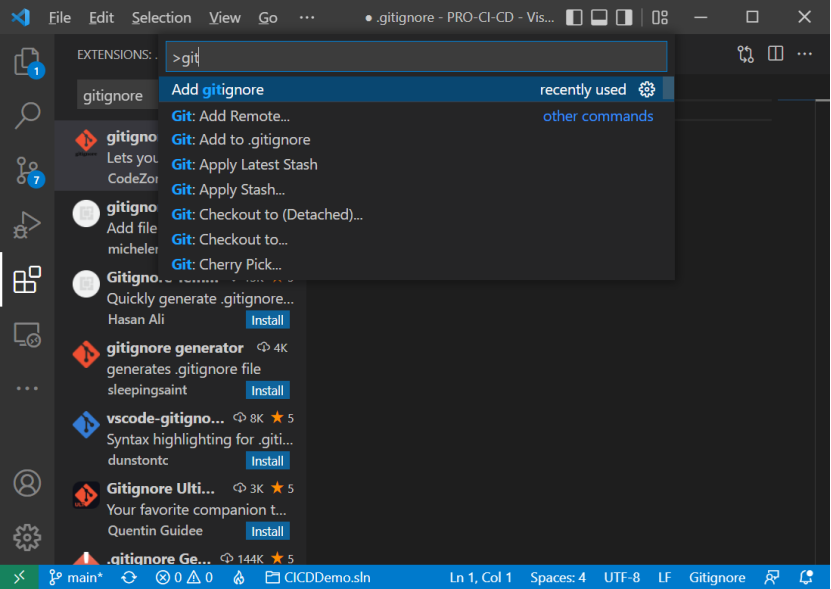 File Edit Selection View Go ··· ● .gitignore - PRO-CI-CD - Vis...
EXTENSIONS: .
>git
gitignore
Add gitignore recently used
Git: Add Remote... other commands
Git: Add to .gitignore
Git: Apply Latest Stash
Git: Apply Stash...
Git: Checkout to (Detached)...
Git: Checkout to...
Git: Cherry Pick...
1
7
gitigno
Lets you
CodeZo
gitigno
Add file
micheler
Gitignore
Quickly generate .gitignore...
Hasan Ali Install
gitignore generator 4K
generates .gitignore file
sleepingsaint Install
vscode-gitigno... 8K ★ 5
Syntax highlighting for .giti...
dunstontc Install
Gitignore Ulti... 3K ★ 5
Your favorite companion t...
Quentin Guidee Install
.gitignore Ge... 144K ★ 5
main* 0 0 CICDDemo.sln Ln 1, Col 1 Spaces: 4 UTF-8 LF Gitignore